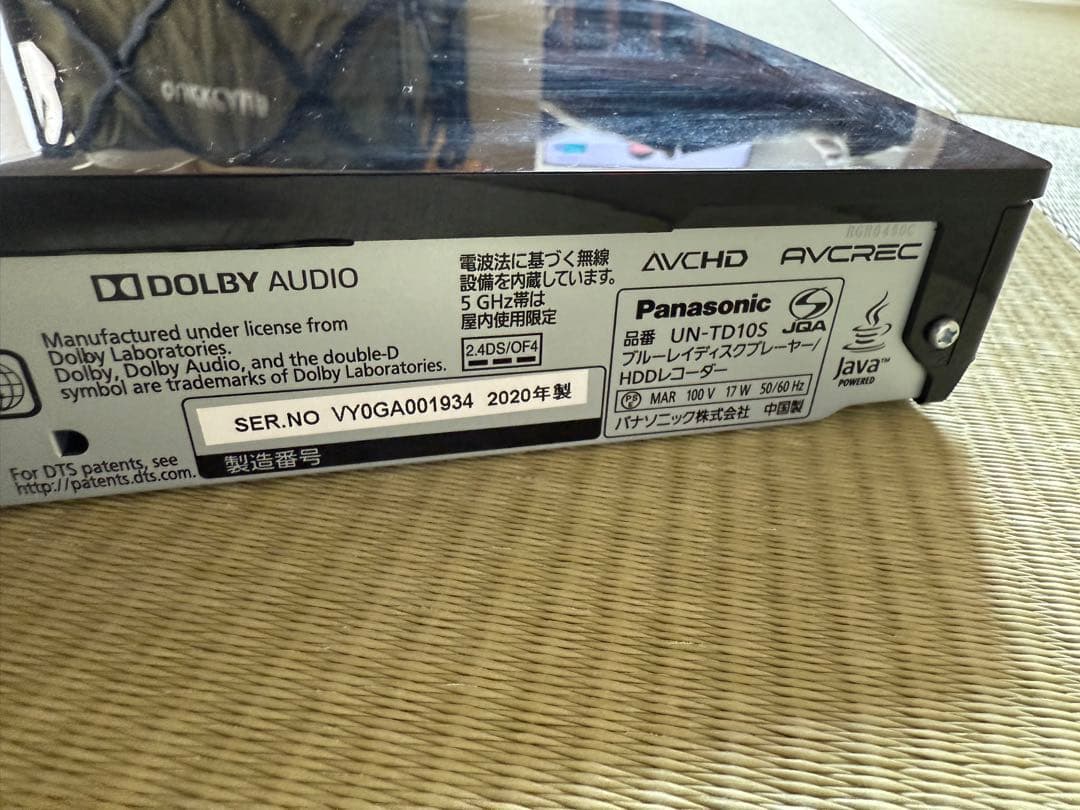 DOLBY AUDIO
Manufactured under license from
Dolby Laboratories.
Dolby, Dolby Audio, and the double-D
symbol are trademarks of Dolby Laboratories.
電波法に基づく無線
設備を内蔵しています。
5 GHz帯は
屋内使用限定
2.4DS/OF4
AVCHD
AVCREC
RGR0480C
Panasonic
JQA
品番 UN-TD10S
ブルーレイディスクプレーヤー/
HDDレコーダー
PS
E
MAR 100 V 17 W 50/60 Hz
パナソニック株式会社 中国製
Java™
POWERED
SER.NO VY0GA001934 2020年製
製造番号
For DTS patents, see
http://patents.dts.com.